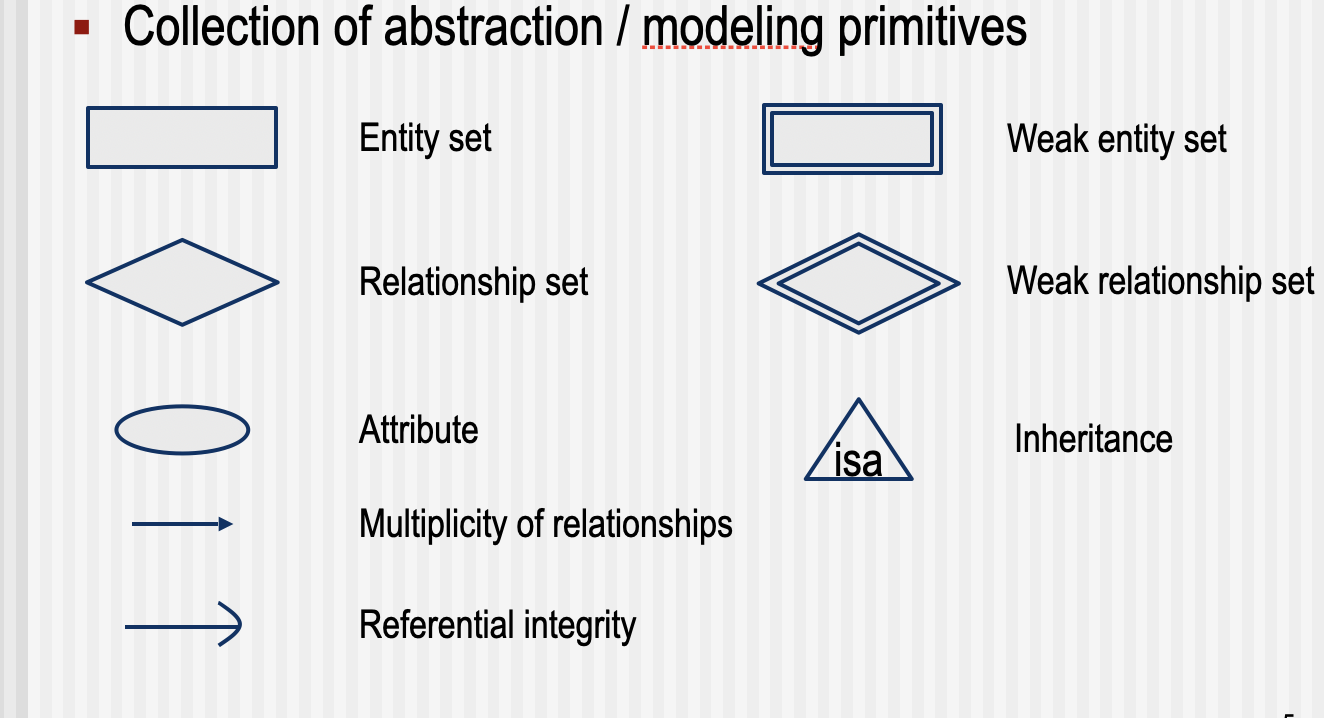 Collection of abstraction / modeling primitives
Entity set
Weak entity set
Relationship set
Weak relationship set
Attribute
isa
Inheritance
Multiplicity of relationships
Referential integrity